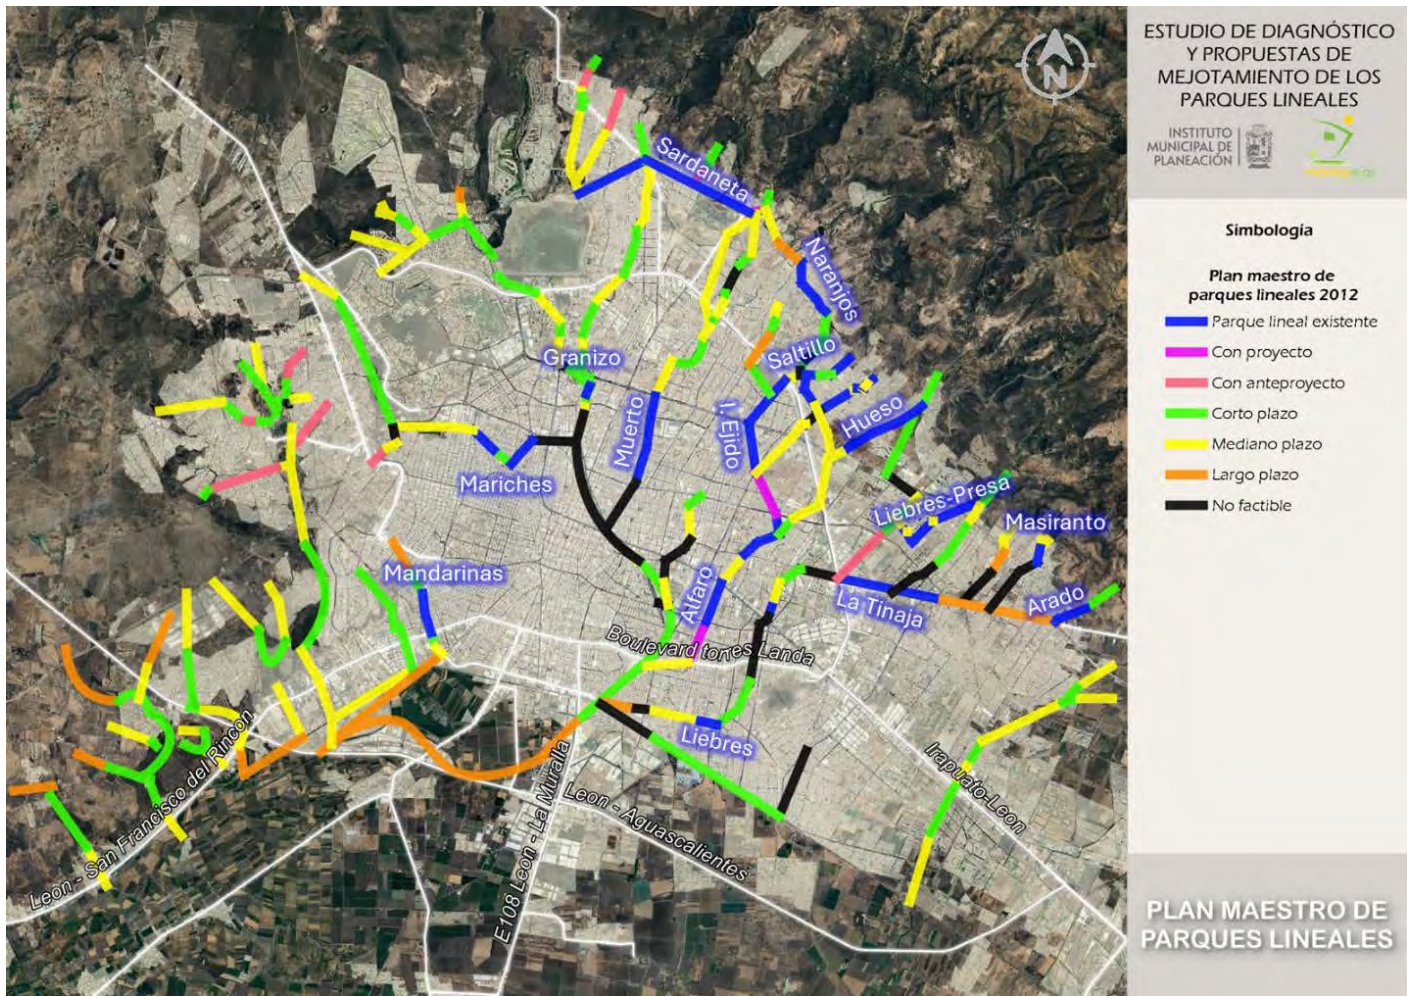 ESTUDIO DE DIAGNÓSTICO
Y PROPUESTAS DE
MEJOTAMIENTO DE LOS
PARQUES LINEALES
INSTITUTO
MUNICIPAL DE
PLANEACIÓN
Simbología
Plan maestro de
parques lineales 2012
Parque lineal existente
Con proyecto
Con anteproyecto
Corto plazo
Mediano plazo
Largo plazo
No factible
PLAN MAESTRO DE
PARQUES LINEALES
N
Sardaneta
Naranjos
Granizo
Saltillo
Muerto
I. Ejido
Hueso
Mariches
Liebres-Presa
Masiranto
Mandarinas
Alfaro
La Tinaja
Arado
Boulevard torres Landa
Liebres
Leon - San Francisco del Rincon
E108 Leon - La Muralla
Leon - Aguascalientes
Irapuato-Leon